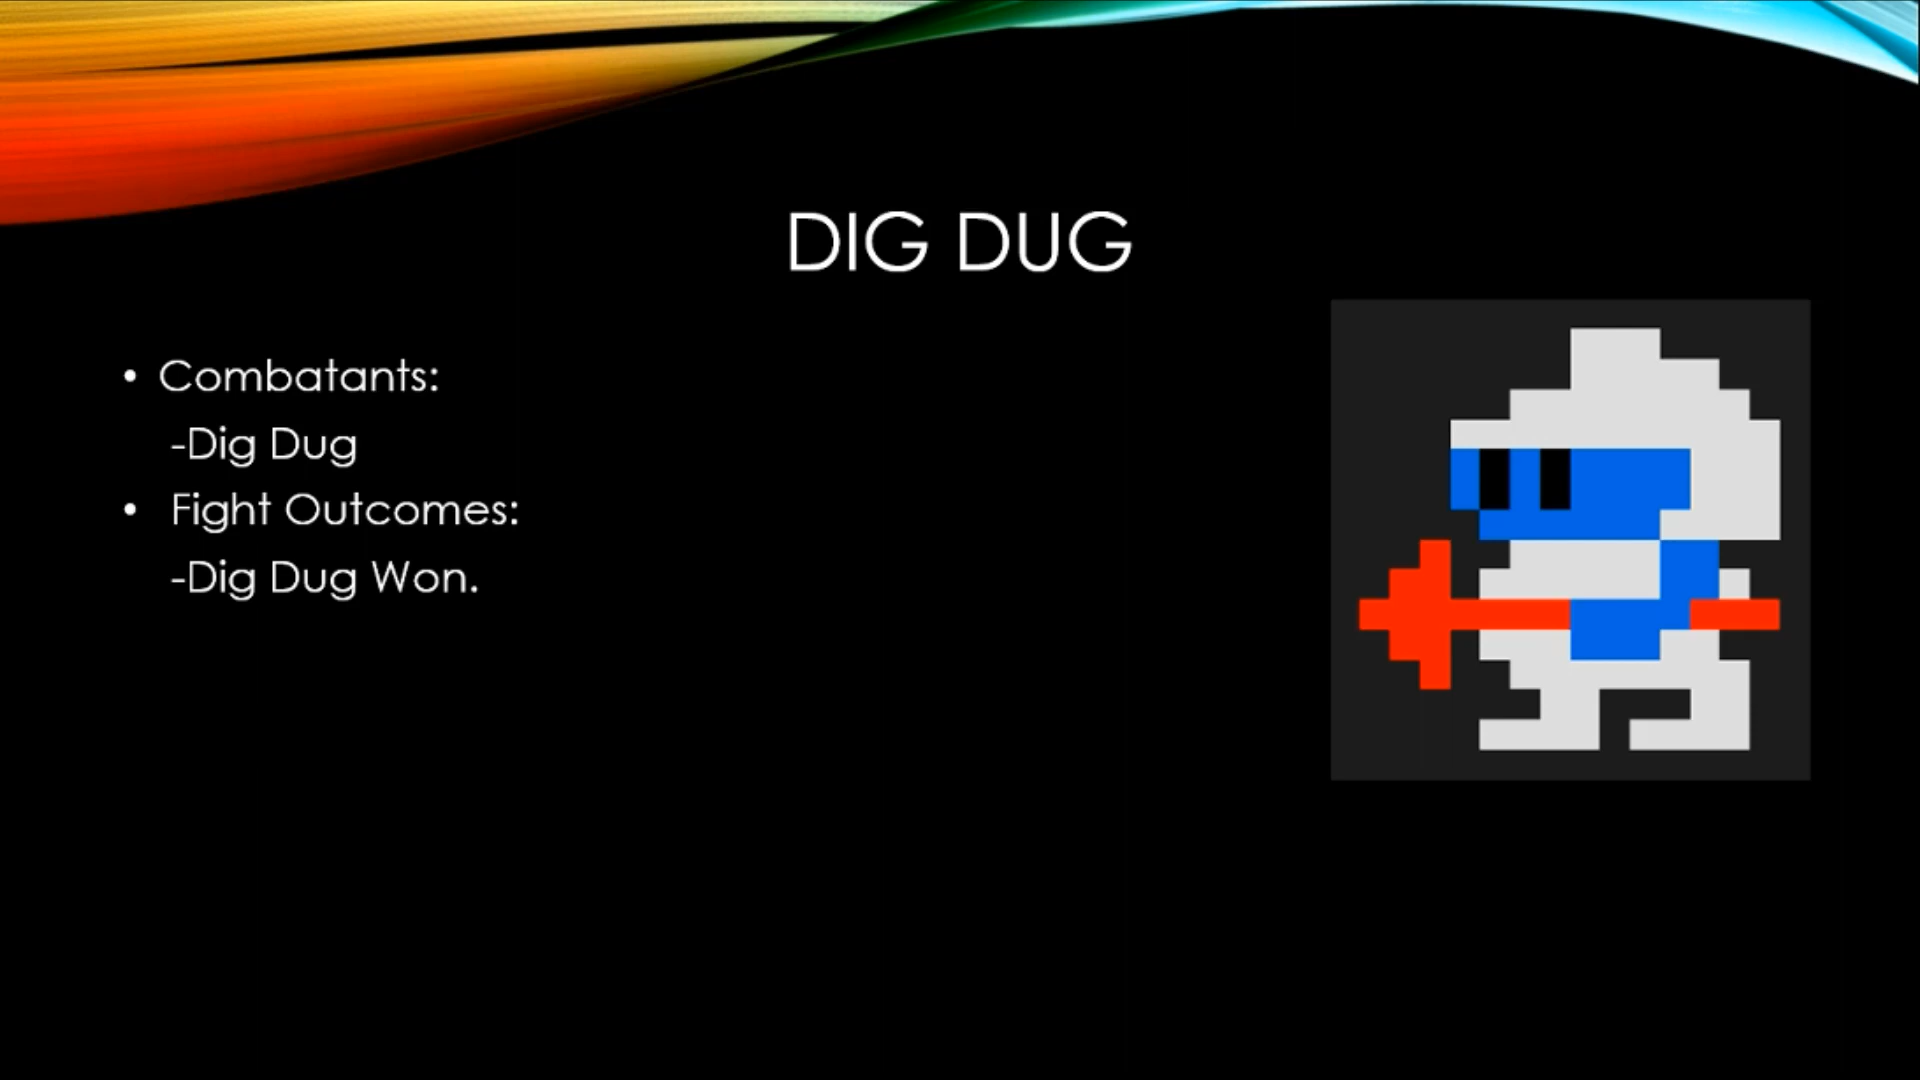 DIG DUG
• Combatants:
-Dig Dug
• Fight Outcomes:
-Dig Dug Won.